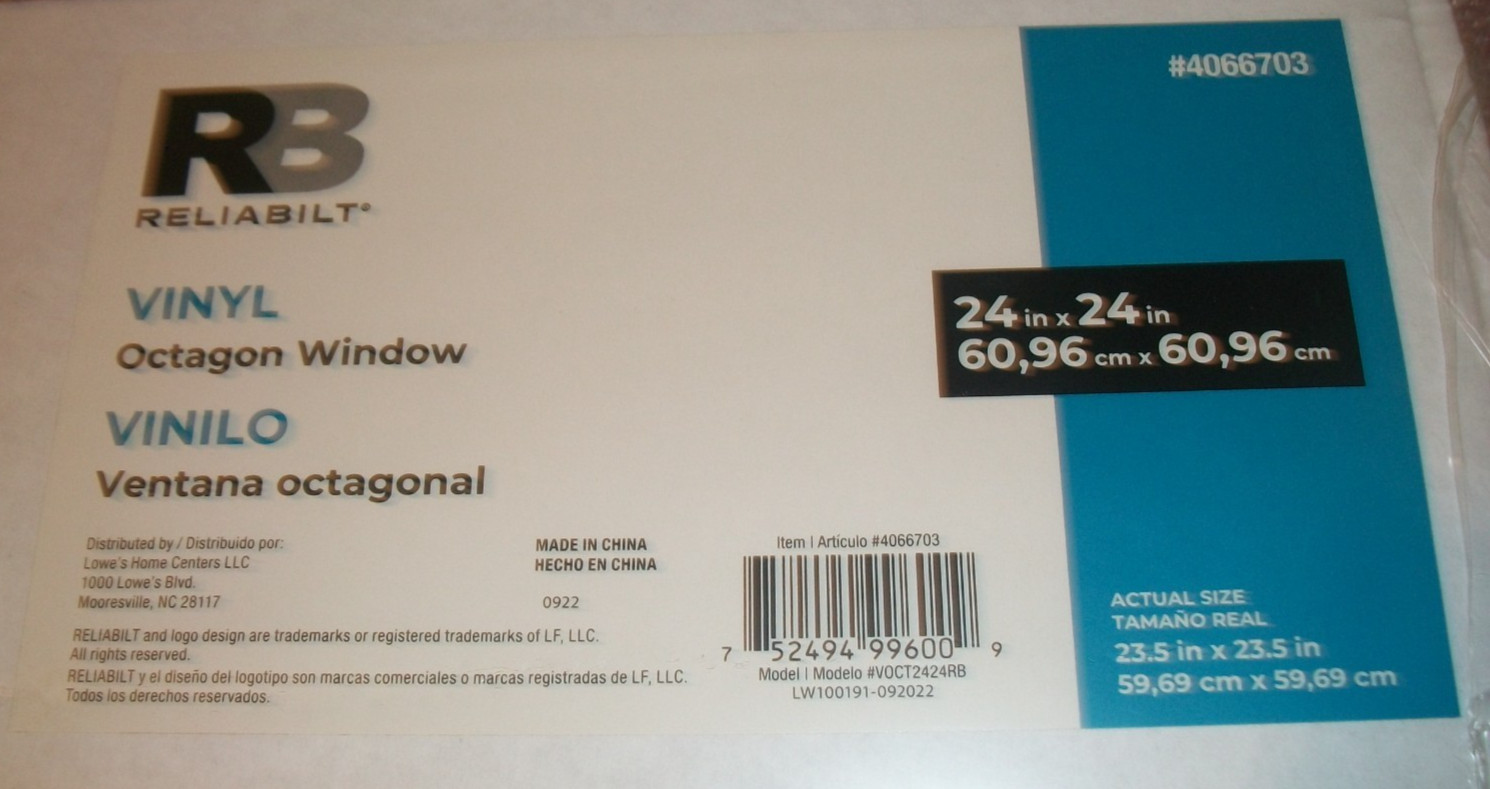 #4066703
RB
RELIABILT®
VINYL
Octagon Window
VINILO
Ventana octagonal
24 in x 24 in
60,96 cm x 60,96 cm
Distributed by / Distribuido por:
Lowe's Home Centers LLC
1000 Lowe's Blvd.
Mooresville, NC 28117
MADE IN CHINA
HECHO EN CHINA
0922
RELIABILT and logo design are trademarks or registered trademarks of LF, LLC.
All rights reserved.
RELIABILT y el diseño del logotipo son marcas comerciales o marcas registradas de LF, LLC.
Todos los derechos reservados.
Item | Artículo #4066703
7 52494 99600 9
Model | Modelo #VOCT2424RB
LW100191-092022
ACTUAL SIZE
TAMAÑO REAL
23.5 in x 23.5 in
59,69 cm x 59,69 cm